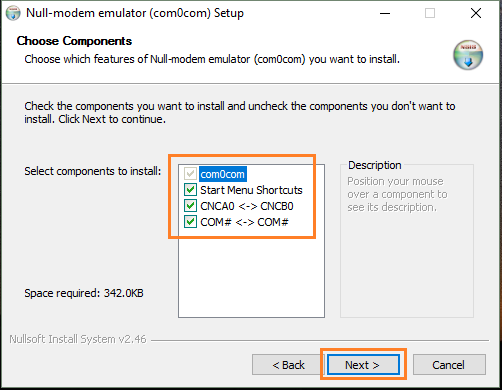 Null-modem emulator (com0com) Setup
Choose Components
Choose which features of Null-modem emulator (com0com) you want to install.
Check the components you want to install and uncheck the components you don't want to
install. Click Next to continue.
Select components to install:
com0com
Start Menu Shortcuts
CNCA0 <-> CNCB0
COM# <-> COM#
Description
Position your mouse
over a component to
see its description.
Space required: 342.0KB
Nullsoft Install System v2.46
< Back
Next >
Cancel